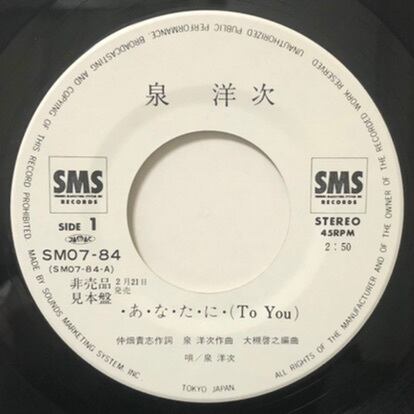 UNAUTHORIZED PUBLIC PERFORMANCE, BROADCASTING AND COPYING OF THIS RECORD PROHIBITED.
ALL RIGHTS OF THE MANUFACTURER AND OF THE OWNER OF THE RECORDED WORK RESERVED
泉 洋次
SMS
RECORDS
SMS
RECORDS
SIDE 1
STEREO
45RPM
2:50
SM07-84
(SM07-84-A)
非売品
見本盤
2月21日
発売
・あ・な・た・に・(To You)
仲畑貴志作詞 泉 洋次作曲 大槻啓之編曲
唄/泉 洋次
MADE BY SOUNDS MARKETING SYSTEM, INC.
TOKYO JAPAN.